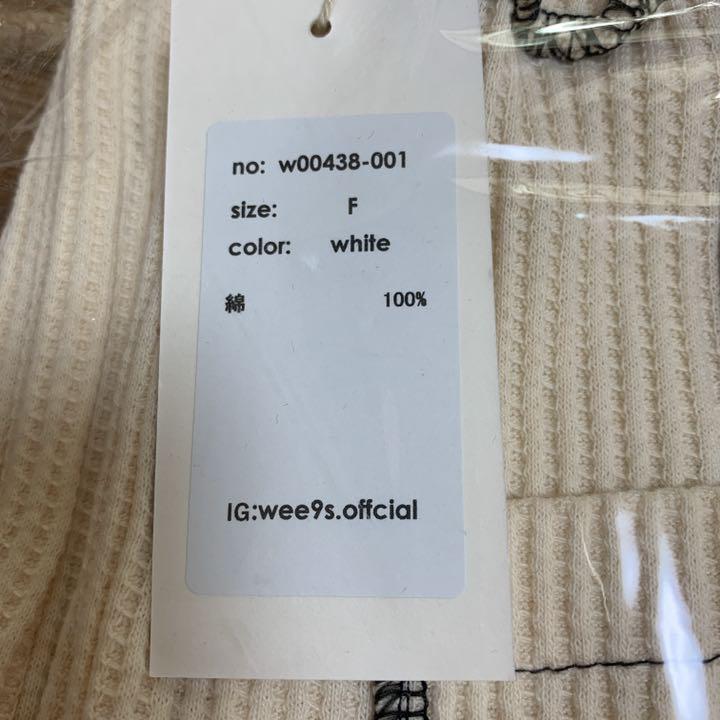 no: w00438-001
size: F
color: white
綿 100%
IG:wee9s.offcial